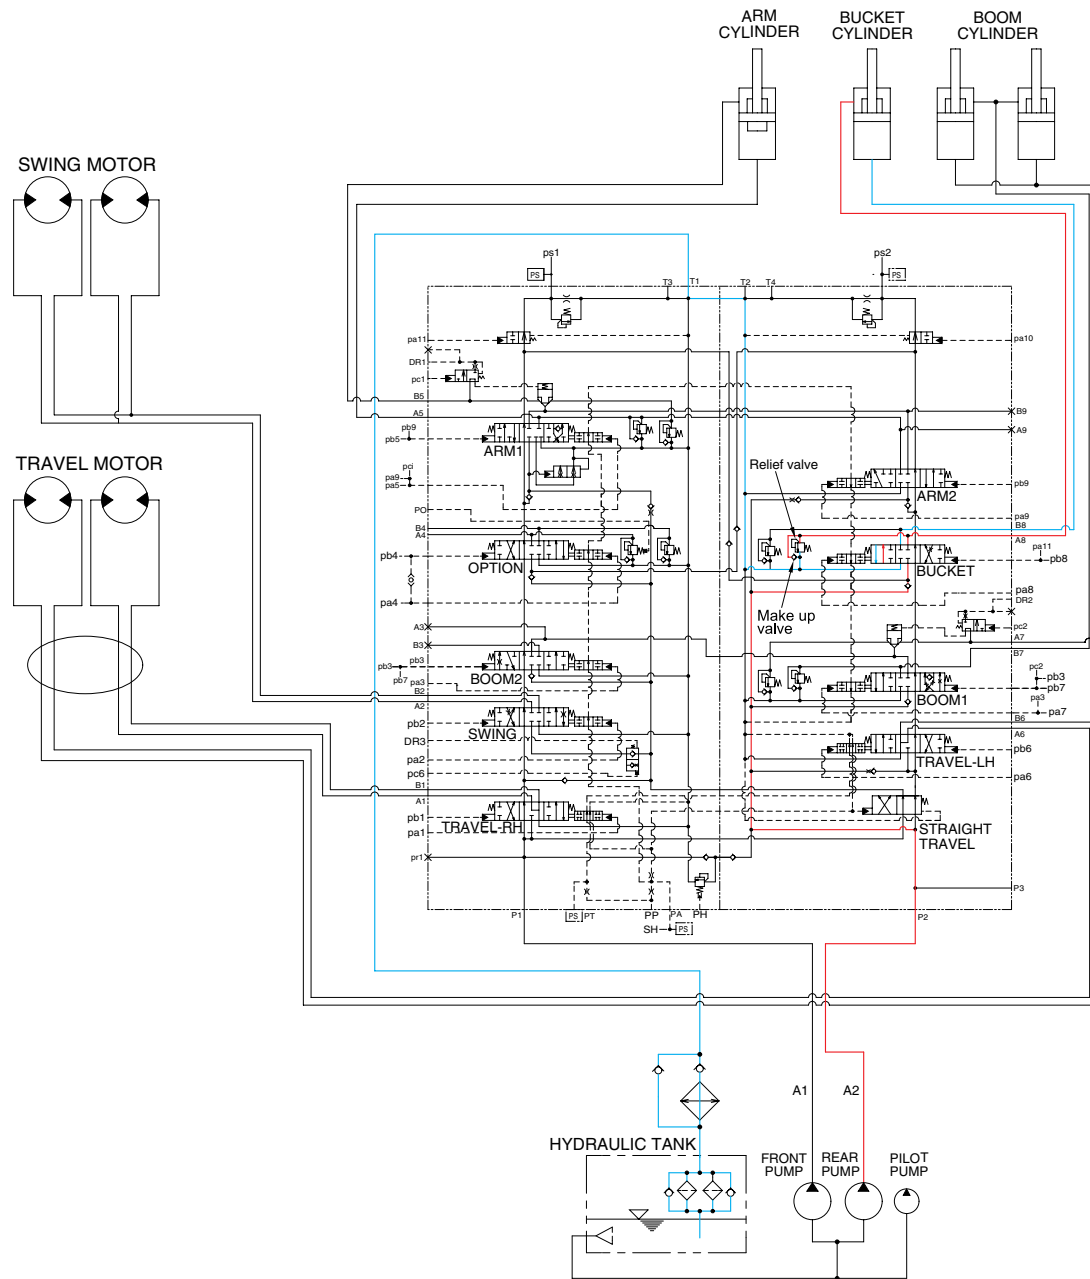 ARM
CYLINDER
BUCKET
CYLINDER
BOOM
CYLINDER
SWING MOTOR
TRAVEL MOTOR
ps1
PS
ps2
PS
T3
T1
T2
T4
pa11
DR1
pc1
B5
A5
pb9
pb5
ARM1
pci
pa9
pa5
PO
B4
A4
pb4
OPTION
pa4
A3
B3
pb3
pb3
pb7
pa3
BOOM2
B2
A2
pb2
SWING
DR3
pa2
pc6
B1
A1
pb1
TRAVEL-RH
pa1
pr1
pa10
B9
A9
Relief valve
ARM2
pb9
pa9
B8
A8
pa11
pb8
BUCKET
Make up
valve
pa8
DR2
pc2
A7
B7
pc2
pb3
pb7
BOOM1
pa3
pa7
B6
A6
TRAVEL-LH
pb6
pa6
STRAIGHT
TRAVEL
P3
P1
PS
PT
PP
PA
PH
P2
SH
PS
A1
A2
HYDRAULIC TANK
FRONT
PUMP
REAR
PUMP
PILOT
PUMP